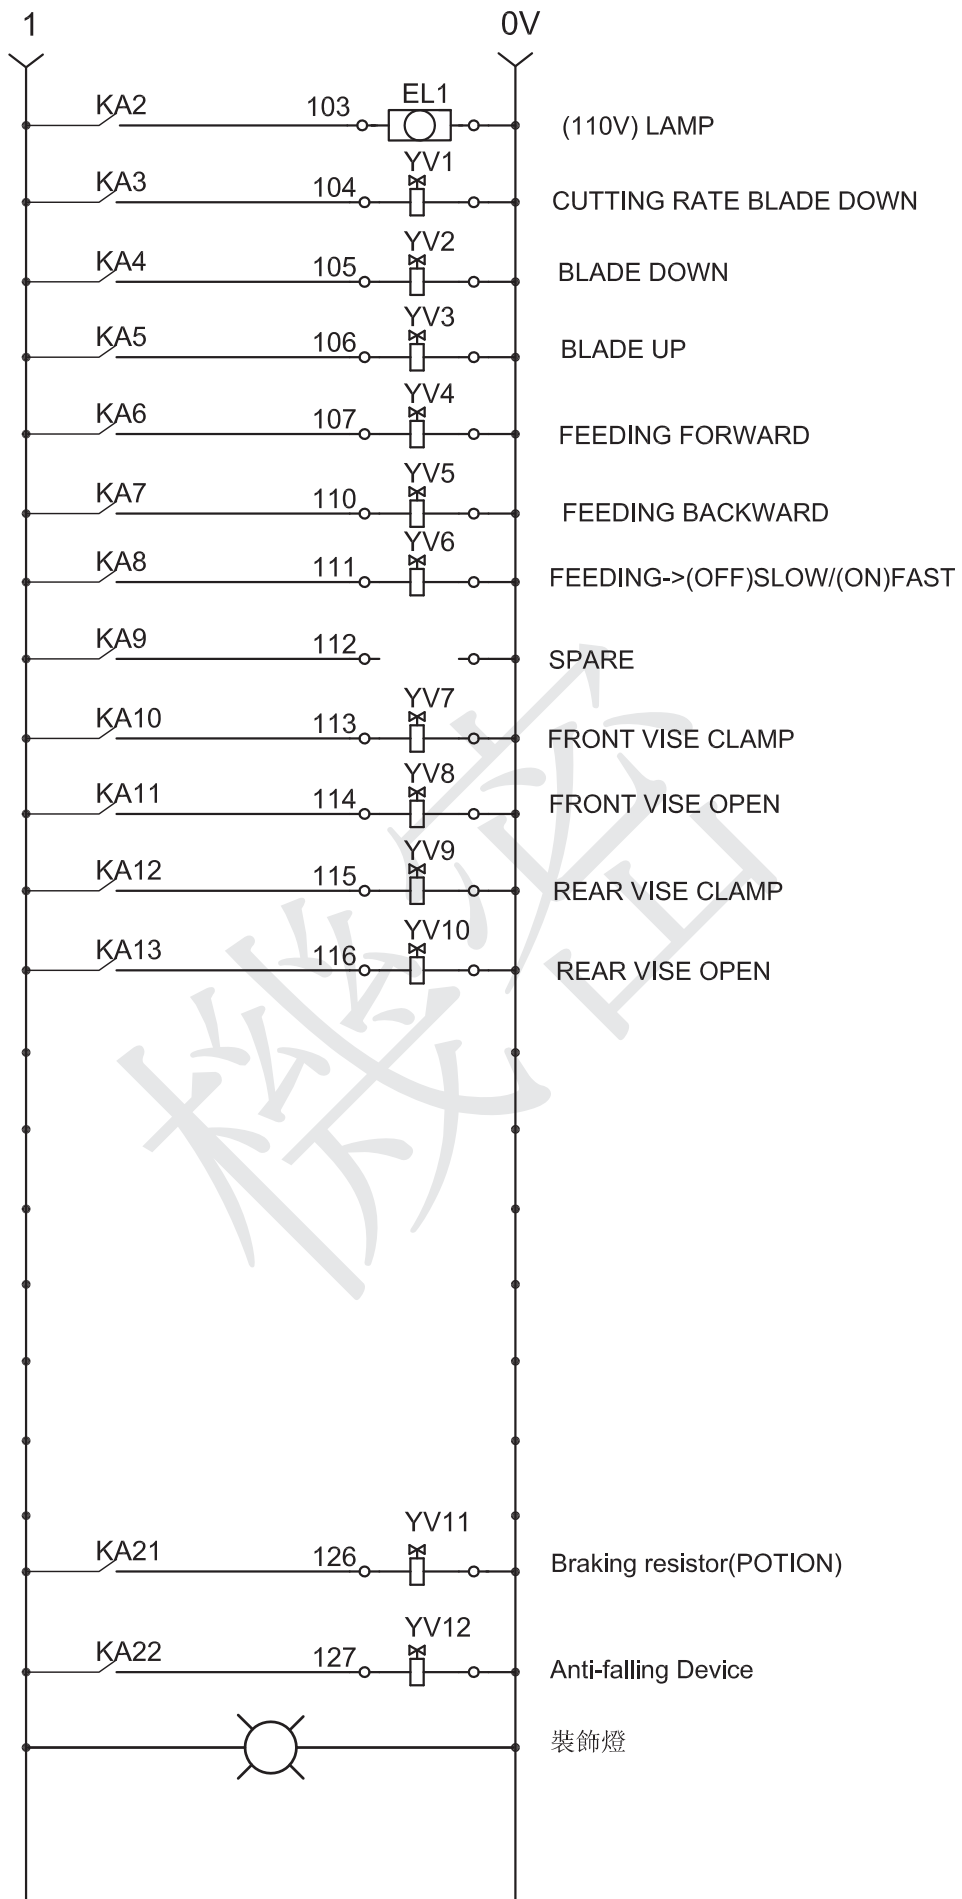 1 0V
KA2 103 EL1 (110V) LAMP
KA3 104 YV1 CUTTING RATE BLADE DOWN
KA4 105 YV2 BLADE DOWN
KA5 106 YV3 BLADE UP
KA6 107 YV4 FEEDING FORWARD
KA7 110 YV5 FEEDING BACKWARD
KA8 111 YV6 FEEDING->(OFF)SLOW/(ON)FAST
KA9 112 SPARE
KA10 113 YV7 FRONT VISE CLAMP
KA11 114 YV8 FRONT VISE OPEN
KA12 115 YV9 REAR VISE CLAMP
KA13 116 YV10 REAR VISE OPEN
機密
KA21 126 YV11 Braking resistor(POTION)
KA22 127 YV12 Anti-falling Device
裝飾燈